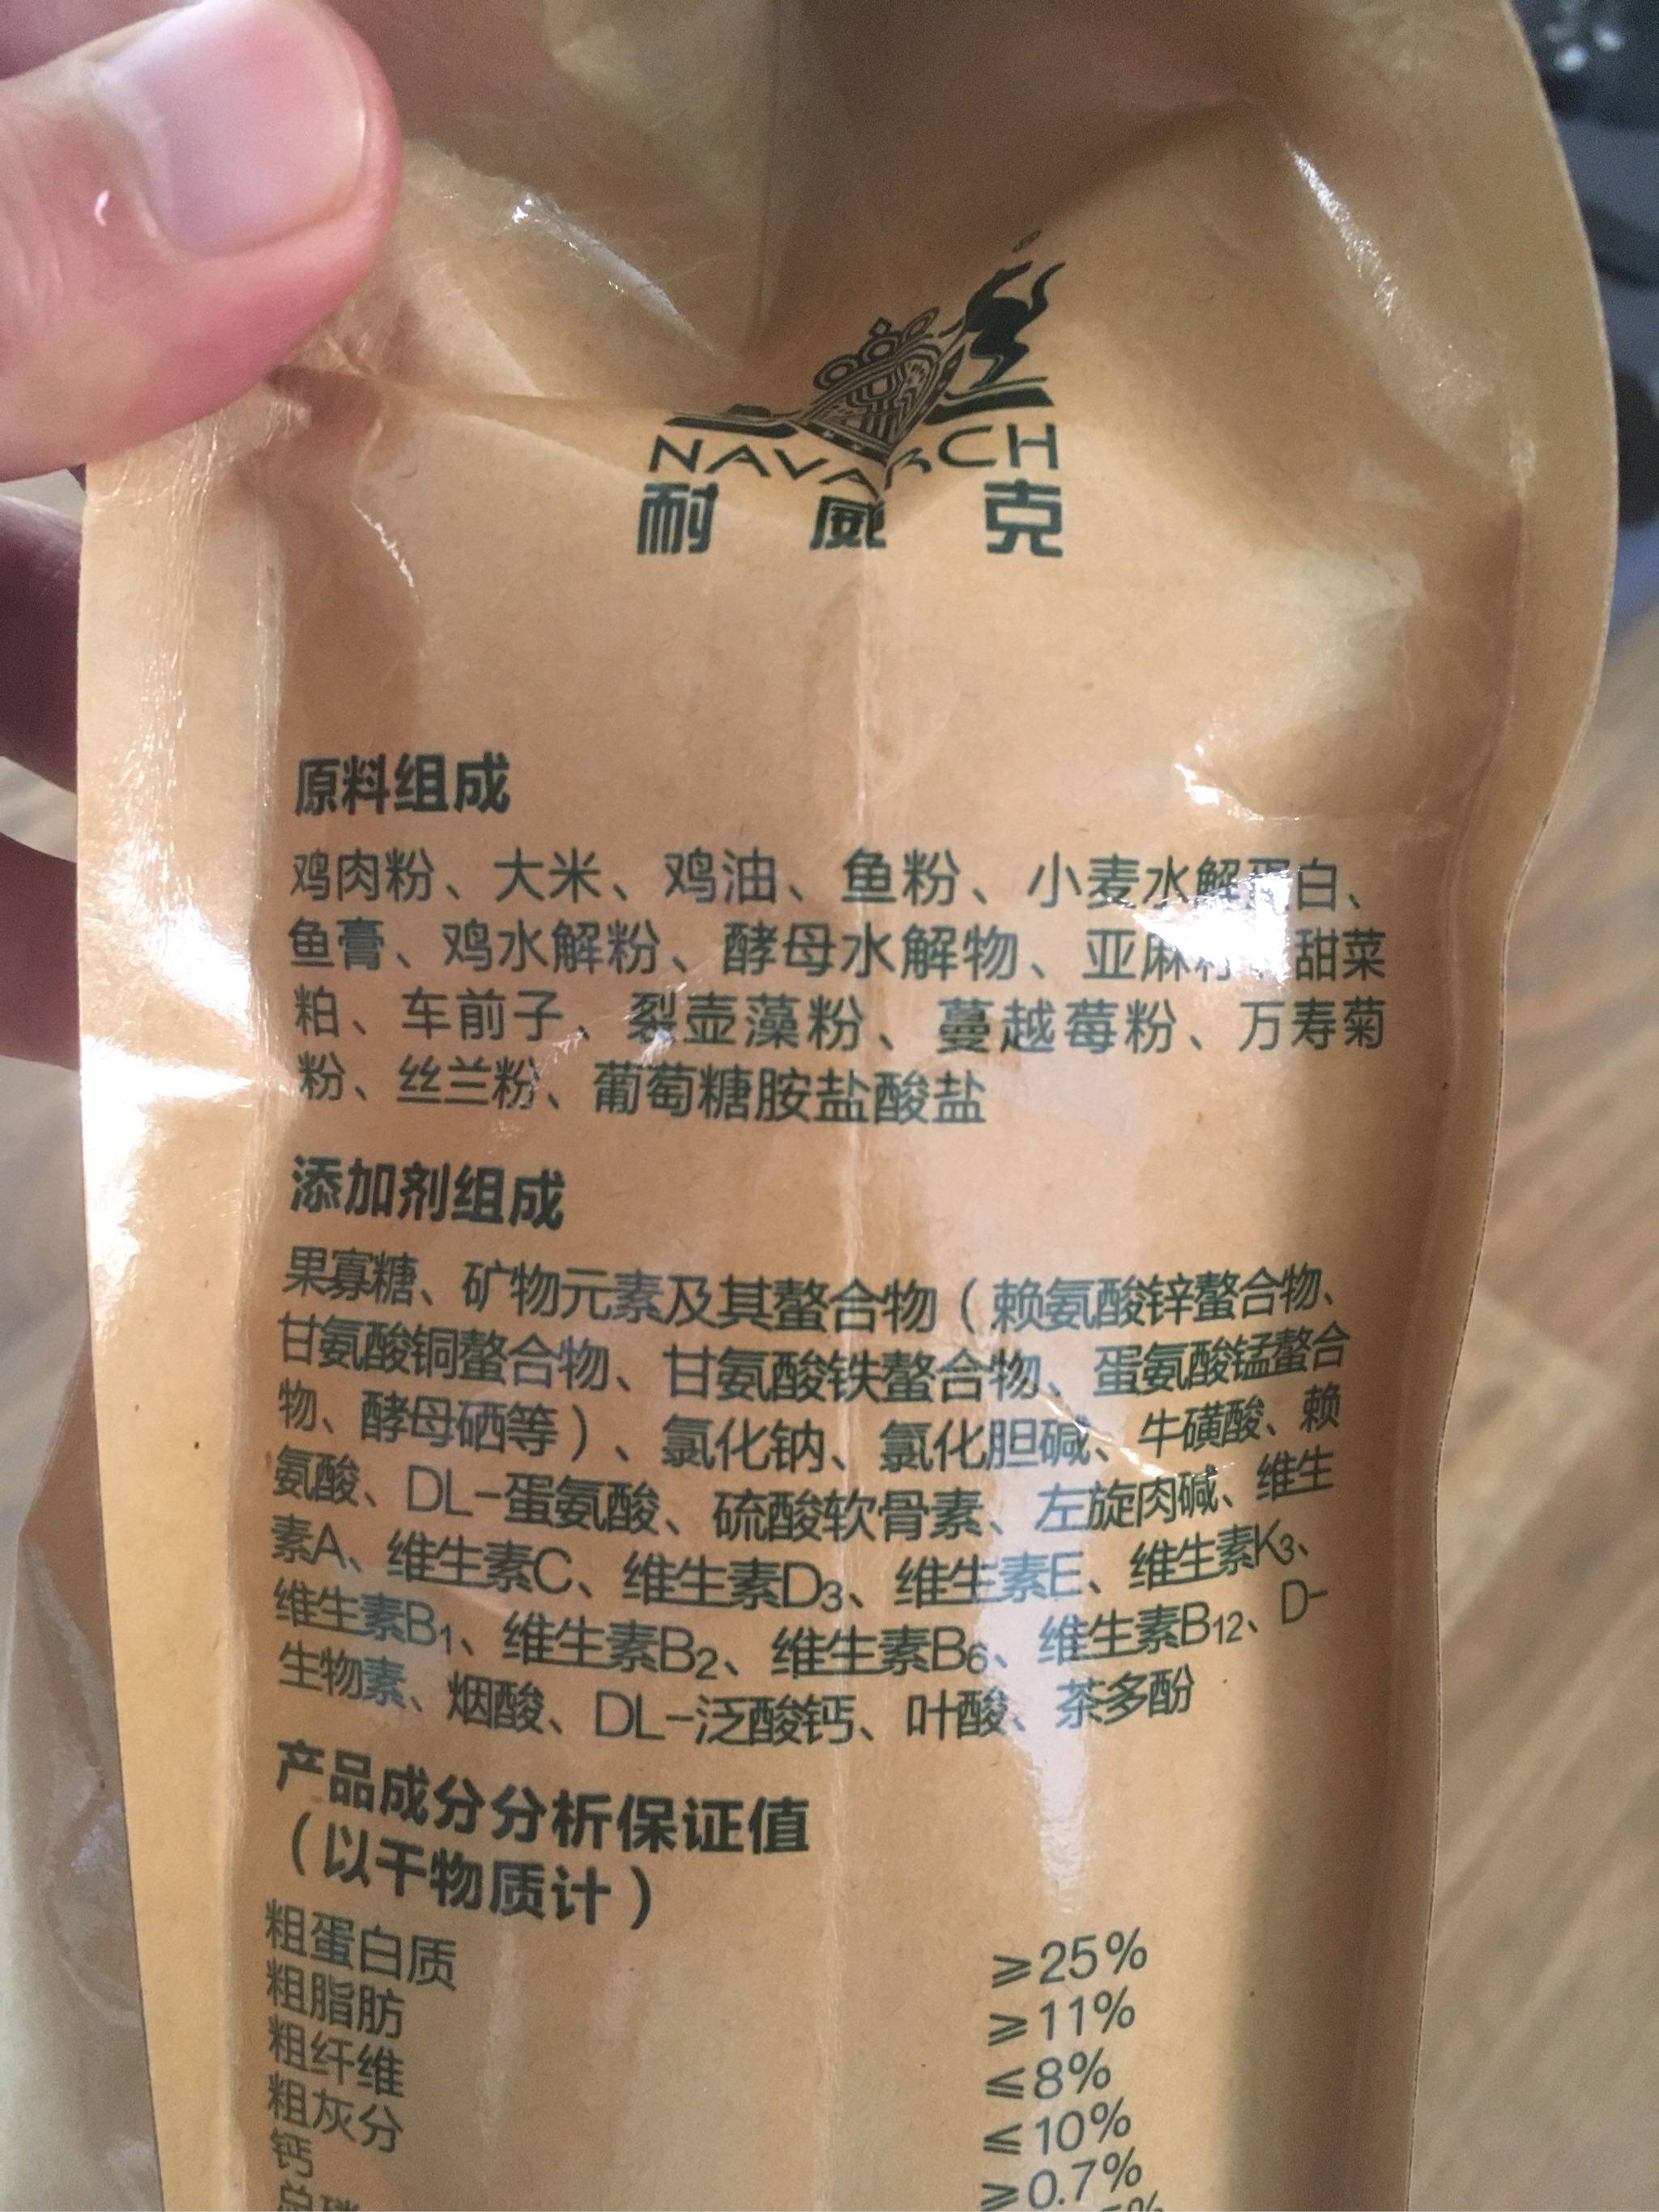 NAVARCH
耐威克
原料组成
鸡肉粉、大米、鸡油、鱼粉、小麦水解蛋白、
鱼膏、鸡水解粉、酵母水解物、亚麻籽、甜菜
粕、车前子、裂壶藻粉、蔓越莓粉、万寿菊
粉、丝兰粉、葡萄糖胺盐酸盐
添加剂组成
果寡糖、矿物元素及其螯合物（赖氨酸锌螯合物、
甘氨酸铜螯合物、甘氨酸铁螯合物、蛋氨酸锰螯合
物、酵母硒等）、氯化钠、氯化胆碱、牛磺酸、赖
氨酸、DL-蛋氨酸、硫酸软骨素、左旋肉碱、维生
素A、维生素C、维生素D3、维生素E、维生素K3、
维生素B1、维生素B2、维生素B6、维生素B12、D-
生物素、烟酸、DL-泛酸钙、叶酸、茶多酚
产品成分分析保证值
（以干物质计）
粗蛋白质 ≥25%
粗脂肪 ≥11%
粗纤维 ≤8%
粗灰分 ≤10%
钙 ≥0.7%